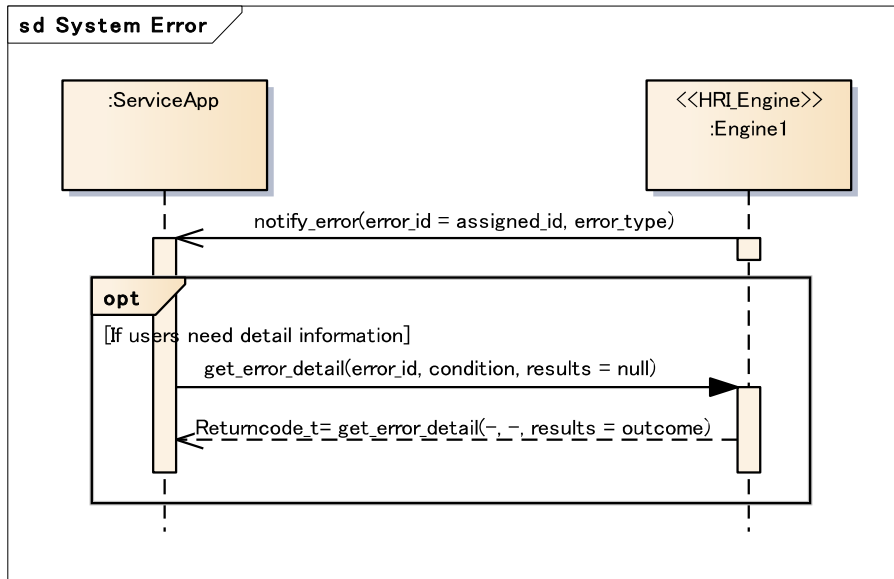 sd System Error
:ServiceApp
<<HRI_Engine>>
:Engine1
notify_error(error_id = assigned_id, error_type)
opt
[If users need detail information]
get_error_detail(error_id, condition, results = null)
Returncode_t= get_error_detail(-, -, results = outcome)